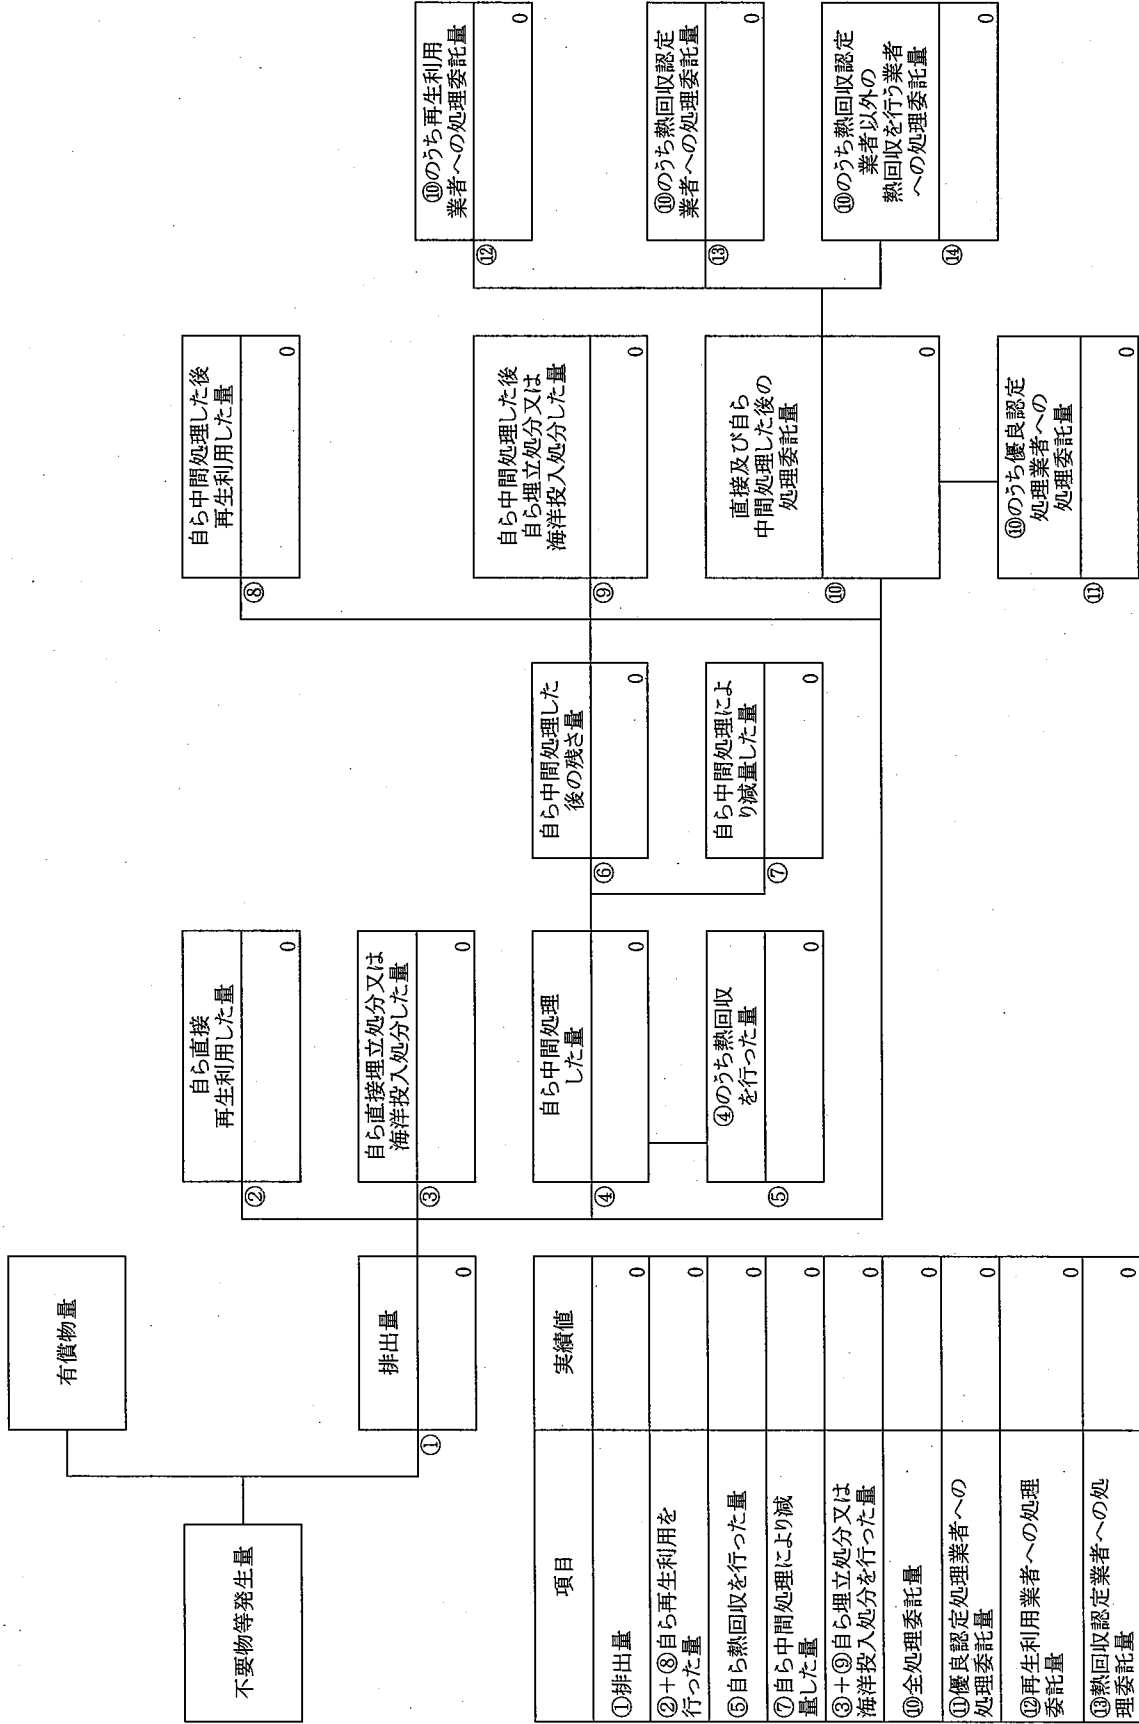 不要物等発生量
有償物量
排出量
①
0
自ら直接
再生利用した量
②
0
自ら直接埋立処分又は
海洋投入処分した量
③
0
自ら中間処理
した量
④
0
④のうち熱回収
を行った量
⑤
0
自ら中間処理した
後の残さ量
⑥
0
自ら中間処理によ
り減量した量
⑦
0
自ら中間処理した後
再生利用した量
⑧
0
自ら中間処理した後
自ら埋立処分又は
海洋投入処分した量
⑨
0
直接及び自ら
中間処理した後の
処理委託量
⑩
0
⑩のうち優良認定
処理業者への
処理委託量
⑪
0
⑩のうち再生利用
業者への処理委託量
⑫
0
⑩のうち熱回収認定
業者への処理委託量
⑬
0
⑩のうち熱回収認定
業者以外の
熱回収を行う業者
への処理委託量
⑭
0
項目 実績値
①排出量 0
②+⑧自ら再生利用を
行った量 0
⑤自ら熱回収を行った量 0
⑦自ら中間処理により減
量した量 0
③+⑨自ら埋立処分又は
海洋投入処分を行った量 0
⑩全処理委託量 0
⑪優良認定処理業者への
処理委託量 0
⑫再生利用業者への処理
委託量 0
⑬熱回収認定業者への処
理委託量 0